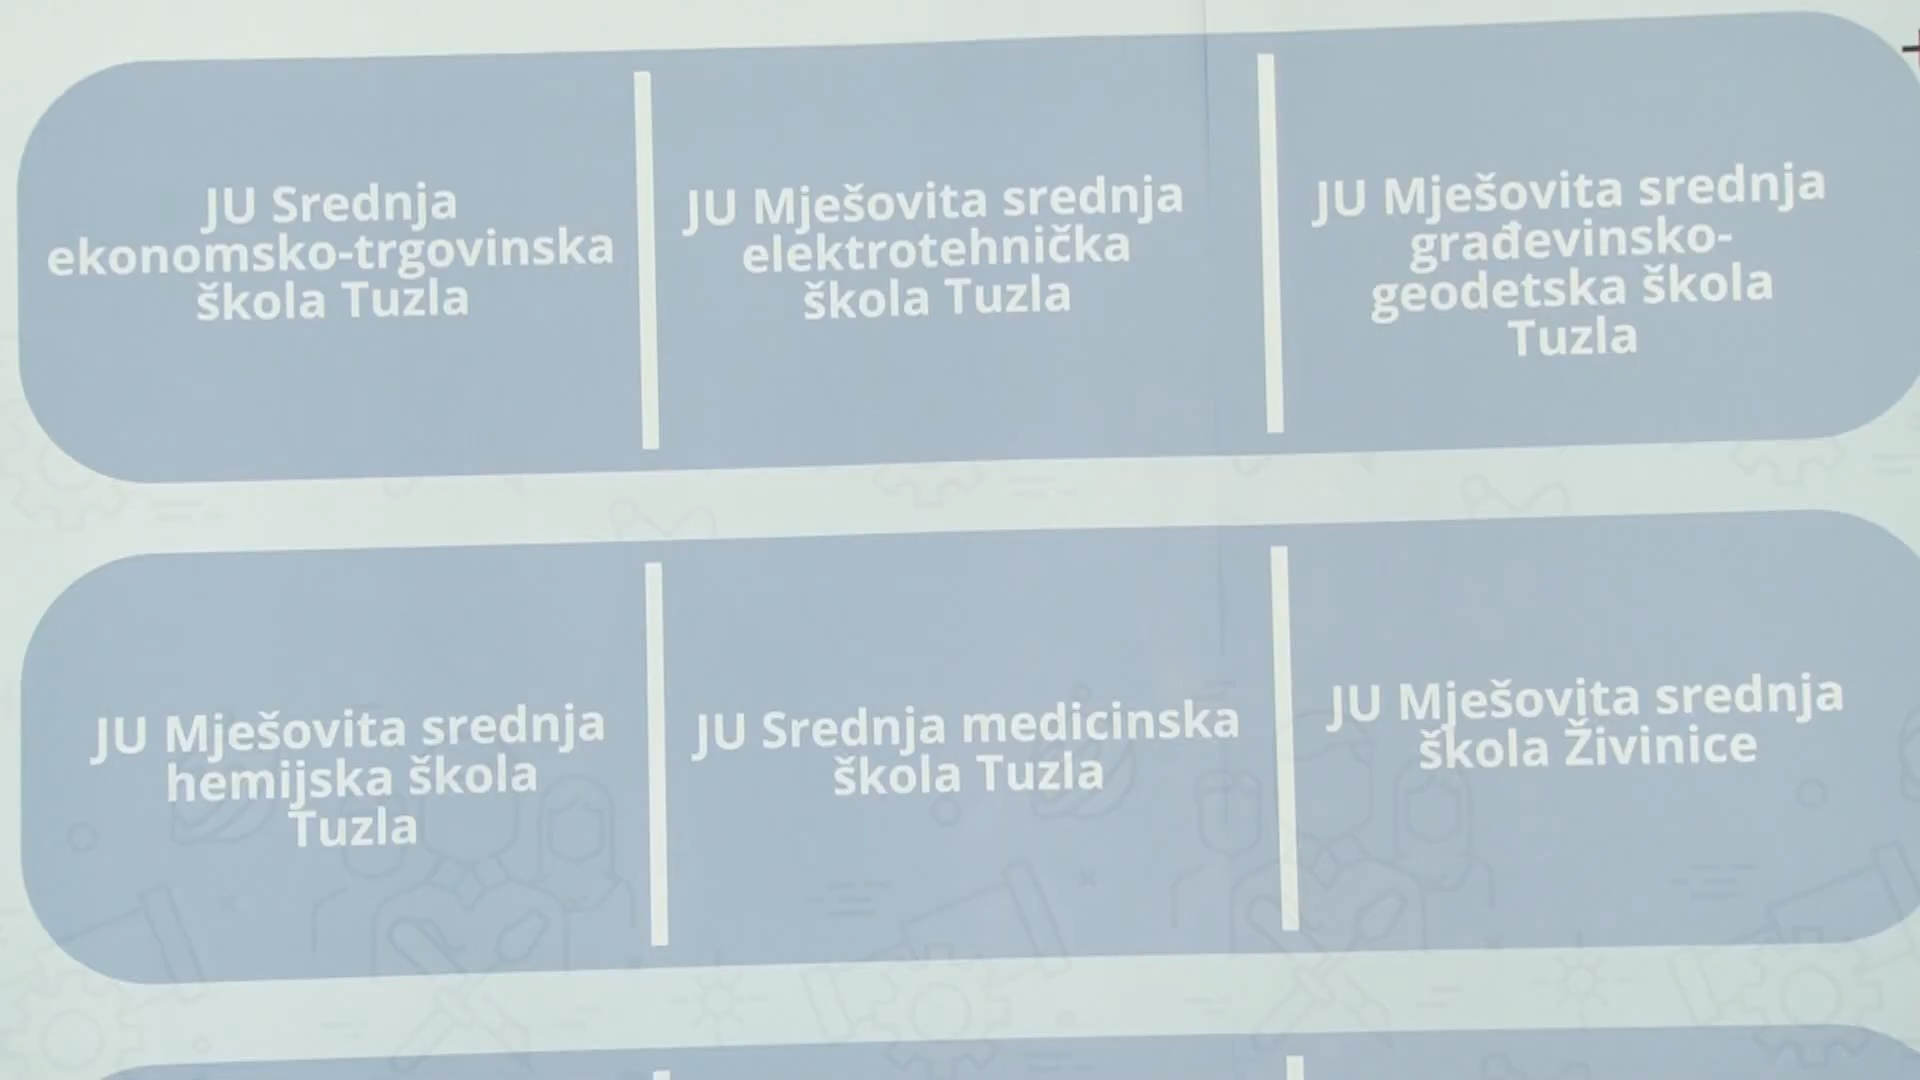 JU Srednja
ekonomsko-trgovinska
škola Tuzla
JU Mješovita srednja
elektrotehnička
škola Tuzla
JU Mješovita srednja
građevinsko-
geodetska škola
Tuzla
JU Mješovita srednja
hemijska škola
Tuzla
JU Srednja medicinska
škola Tuzla
JU Mješovita srednja
škola Živinice